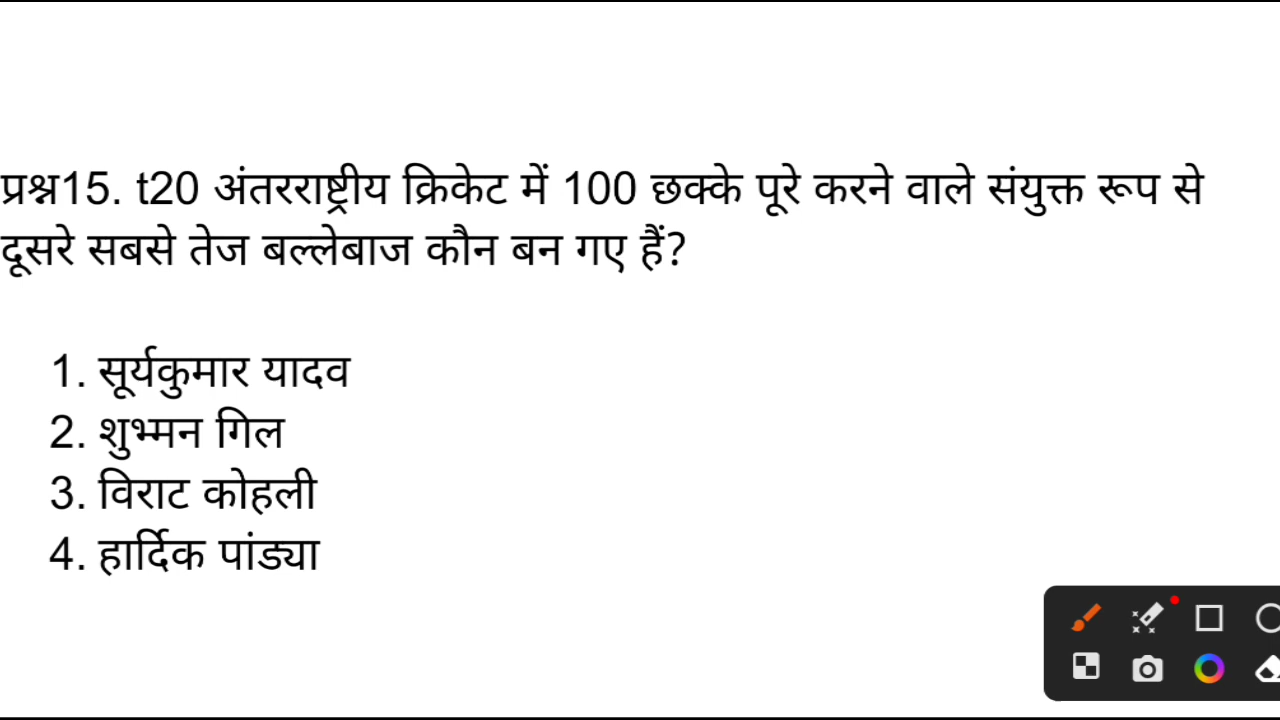 प्रश्न15. t20 अंतरराष्ट्रीय क्रिकेट में 100 छक्के पूरे करने वाले संयुक्त रूप से
दूसरे सबसे तेज बल्लेबाज कौन बन गए हैं?
1. सूर्यकुमार यादव
2. शुभ्मन गिल
3. विराट कोहली
4. हार्दिक पांड्या